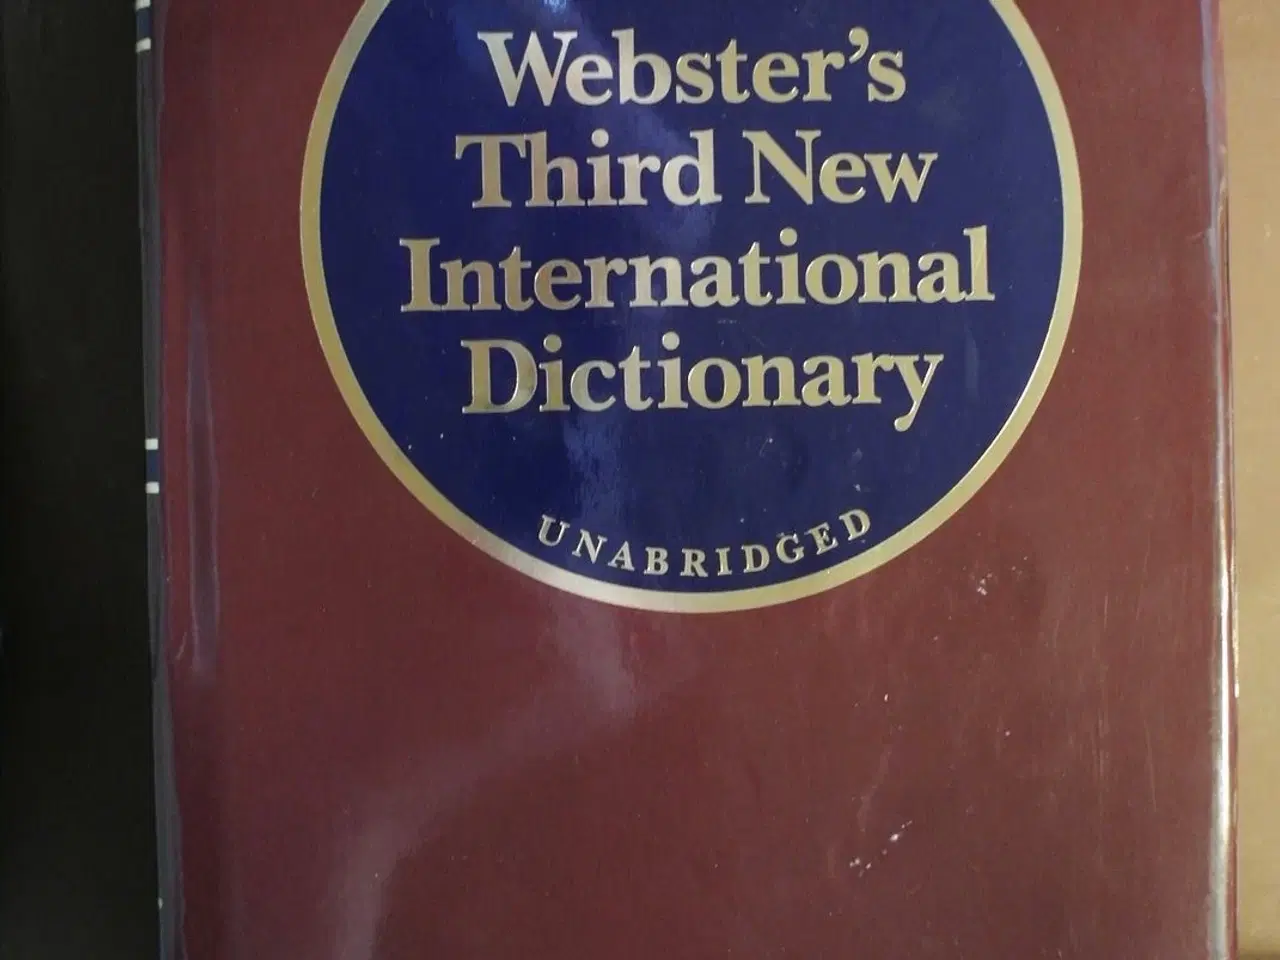 Webster's
Third New
International
Dictionary
UNABRIDGED